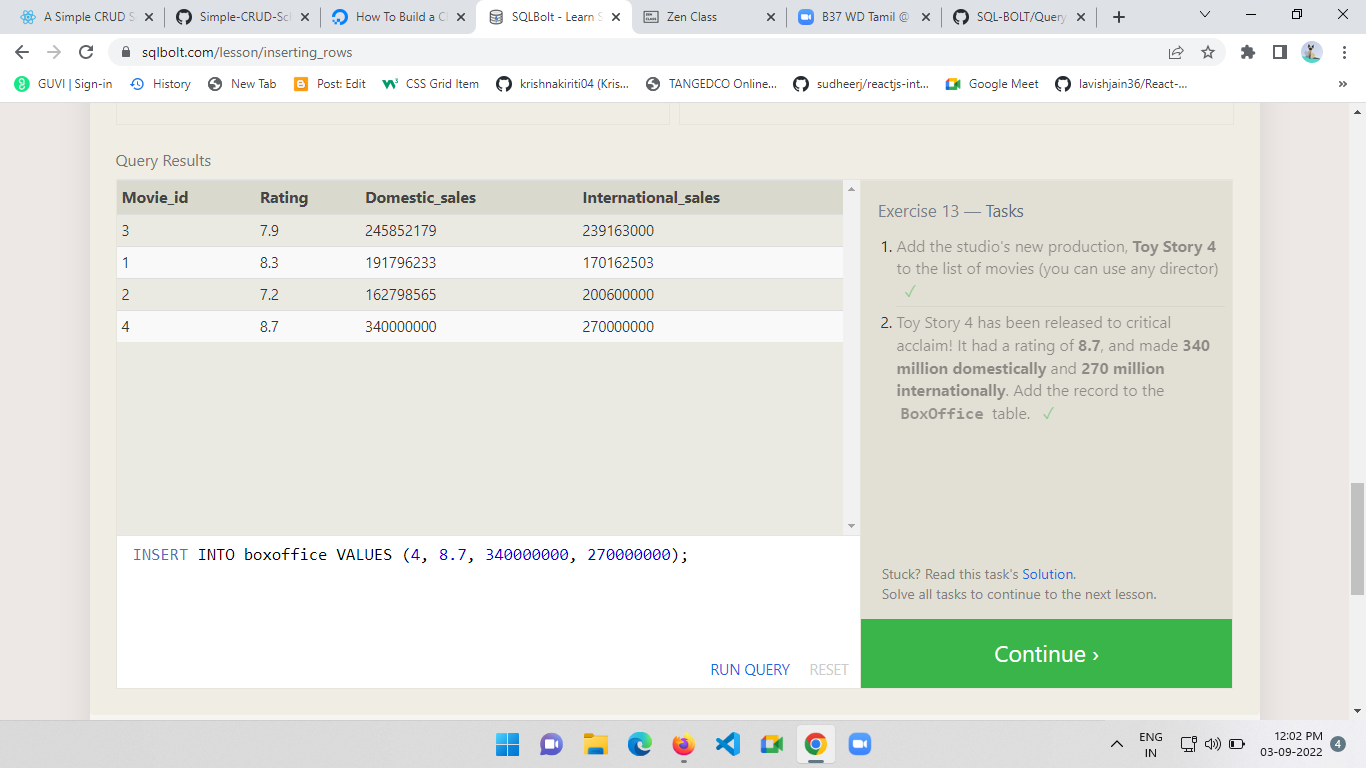 A Simple CRUD S
Simple-CRUD-Scl
How To Build a C
SQLBolt - Learn S
Zen Class
B37 WD Tamil @
SQL-BOLT/Query
sqlbolt.com/lesson/inserting_rows
GUVI | Sign-in
History
New Tab
Post: Edit
CSS Grid Item
krishnakiriti04 (Kris...
TANGEDCO Online...
sudheerj/reactjs-int...
Google Meet
lavishjain36/React-...
»
Query Results
Movie_id Rating Domestic_sales International_sales
3 7.9 245852179 239163000
1 8.3 191796233 170162503
2 7.2 162798565 200600000
4 8.7 340000000 270000000
INSERT INTO boxoffice VALUES (4, 8.7, 340000000, 270000000);
RUN QUERY RESET
Exercise 13 — Tasks
1. Add the studio's new production, Toy Story 4
to the list of movies (you can use any director)
✓
2. Toy Story 4 has been released to critical
acclaim! It had a rating of 8.7, and made 340
million domestically and 270 million
internationally. Add the record to the
BoxOffice table. ✓
Stuck? Read this task's Solution.
Solve all tasks to continue to the next lesson.
Continue ›
ENG
IN
12:02 PM
03-09-2022
4